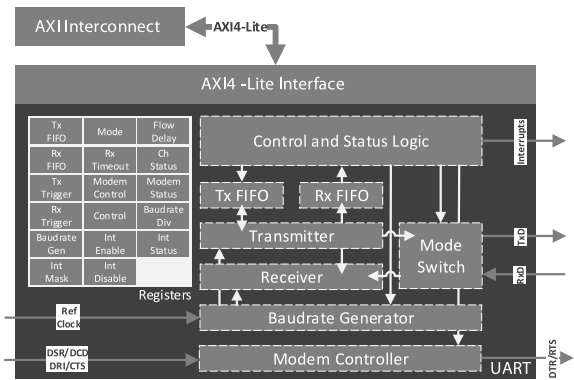 AXI Interconnect
AXI4-Lite
AXI4 -Lite Interface
Tx FIFO
Mode
Flow Delay
Rx FIFO
Rx Timeout
Ch Status
Tx Trigger
Modem Control
Modem Status
Rx Trigger
Control
Baudrate Div
Baudrate Gen
Int Enable
Int Status
Int Mask
Int Disable
Registers
Control and Status Logic
Tx FIFO
Rx FIFO
Transmitter
Receiver
Mode
Switch
Baudrate Generator
Modem Controller
UART
Interrupts
TxD
RxD
Ref
Clock
DSR/DCD
DRI/CTS
DTR/RTS